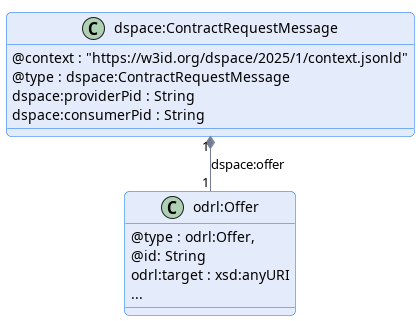 C dspace:ContractRequestMessage
@context : "https://w3id.org/dspace/2025/1/context.jsonld"
@type : dspace:ContractRequestMessage
dspace:providerPid : String
dspace:consumerPid : String
1
dspace:offer
1
C odrl:Offer
@type : odrl:Offer,
@id: String
odrl:target : xsd:anyURI
...